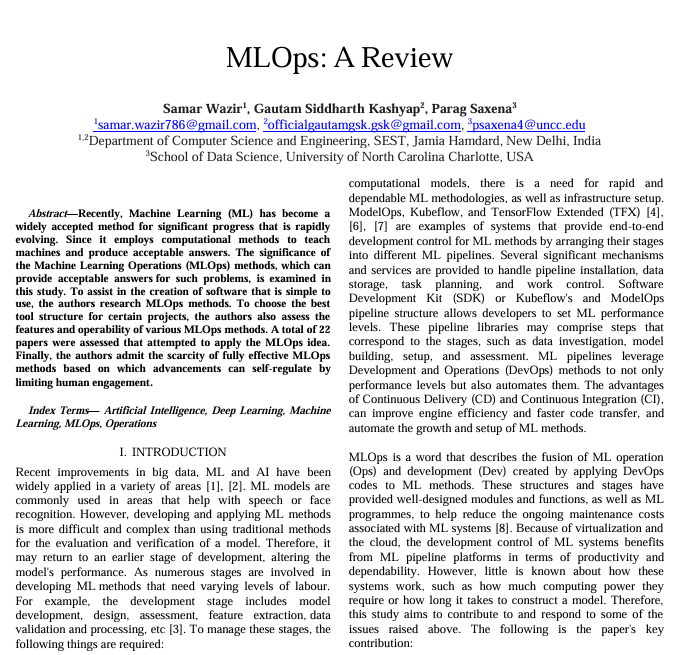 MLOps: A Review
Samar Wazir1, Gautam Siddharth Kashyap2, Parag Saxena3
1samar.wazir786@gmail.com, 2officialgautamgsk.gsk@gmail.com, 3psaxena4@uncc.edu
1,2Department of Computer Science and Engineering, SEST, Jamia Hamdard, New Delhi, India
3School of Data Science, University of North Carolina Charlotte, USA
Abstract—Recently, Machine Learning (ML) has become a
widely accepted method for significant progress that is rapidly
evolving. Since it employs computational methods to teach
machines and produce acceptable answers. The significance of
the Machine Learning Operations (MLOps) methods, which can
provide acceptable answers for such problems, is examined in
this study. To assist in the creation of software that is simple to
use, the authors research MLOps methods. To choose the best
tool structure for certain projects, the authors also assess the
features and operability of various MLOps methods. A total of 22
papers were assessed that attempted to apply the MLOps idea.
Finally, the authors admit the scarcity of fully effective MLOps
methods based on which advancements can self-regulate by
limiting human engagement.
Index Terms— Artificial Intelligence, Deep Learning, Machine
Learning, MLOps, Operations
I. INTRODUCTION
Recent improvements in big data, ML and AI have been
widely applied in a variety of areas [1], [2]. ML models are
commonly used in areas that help with speech or face
recognition. However, developing and applying ML methods
is more difficult and complex than using traditional methods
for the evaluation and verification of a model. Therefore, it
may return to an earlier stage of development, altering the
model's performance. As numerous stages are involved in
developing ML methods that need varying levels of labour.
For example, the development stage includes model
development, design, assessment, feature extraction, data
validation and processing, etc [3]. To manage these stages, the
following things are required:
computational models, there is a need for rapid and
dependable ML methodologies, as well as infrastructure setup.
ModelOps, Kubeflow, and TensorFlow Extended (TFX) [4],
[6], [7] are examples of systems that provide end-to-end
development control for ML methods by arranging their stages
into different ML pipelines. Several significant mechanisms
and services are provided to handle pipeline installation, data
storage, task planning, and work control. Software
Development Kit (SDK) or Kubeflow's and ModelOps
pipeline structure allows developers to set ML performance
levels. These pipeline libraries may comprise steps that
correspond to the stages, such as data investigation, model
building, setup, and assessment. ML pipelines leverage
Development and Operations (DevOps) methods to not only
performance levels but also automates them. The advantages
of Continuous Delivery (CD) and Continuous Integration (CI),
can improve engine efficiency and faster code transfer, and
automate the growth and setup of ML methods.
MLOps is a word that describes the fusion of ML operation
(Ops) and development (Dev) created by applying DevOps
codes to ML methods. These structures and stages have
provided well-designed modules and functions, as well as ML
programmes, to help reduce the ongoing maintenance costs
associated with ML systems [8]. Because of virtualization and
the cloud, the development control of ML systems benefits
from ML pipeline platforms in terms of productivity and
dependability. However, little is known about how these
systems work, such as how much computing power they
require or how long it takes to construct a model. Therefore,
this study aims to contribute to and respond to some of the
issues raised above. The following is the paper's key
contribution: